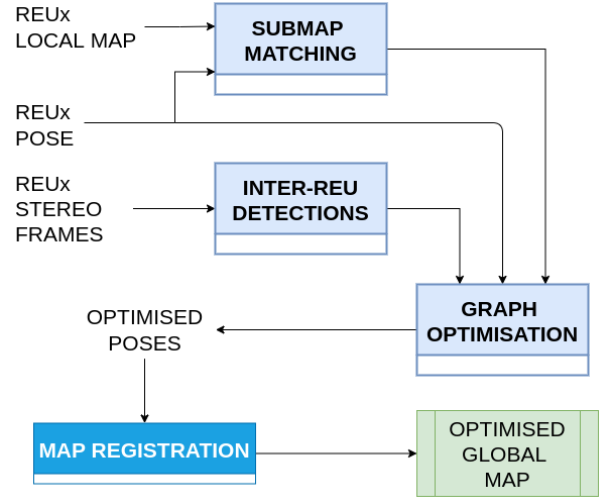 REUx
LOCAL MAP
SUBMAP
MATCHING
REUx
POSE
REUx
STEREO
FRAMES
INTER-REU
DETECTIONS
GRAPH
OPTIMISATION
OPTIMISED
POSES
MAP REGISTRATION
OPTIMISED
GLOBAL
MAP